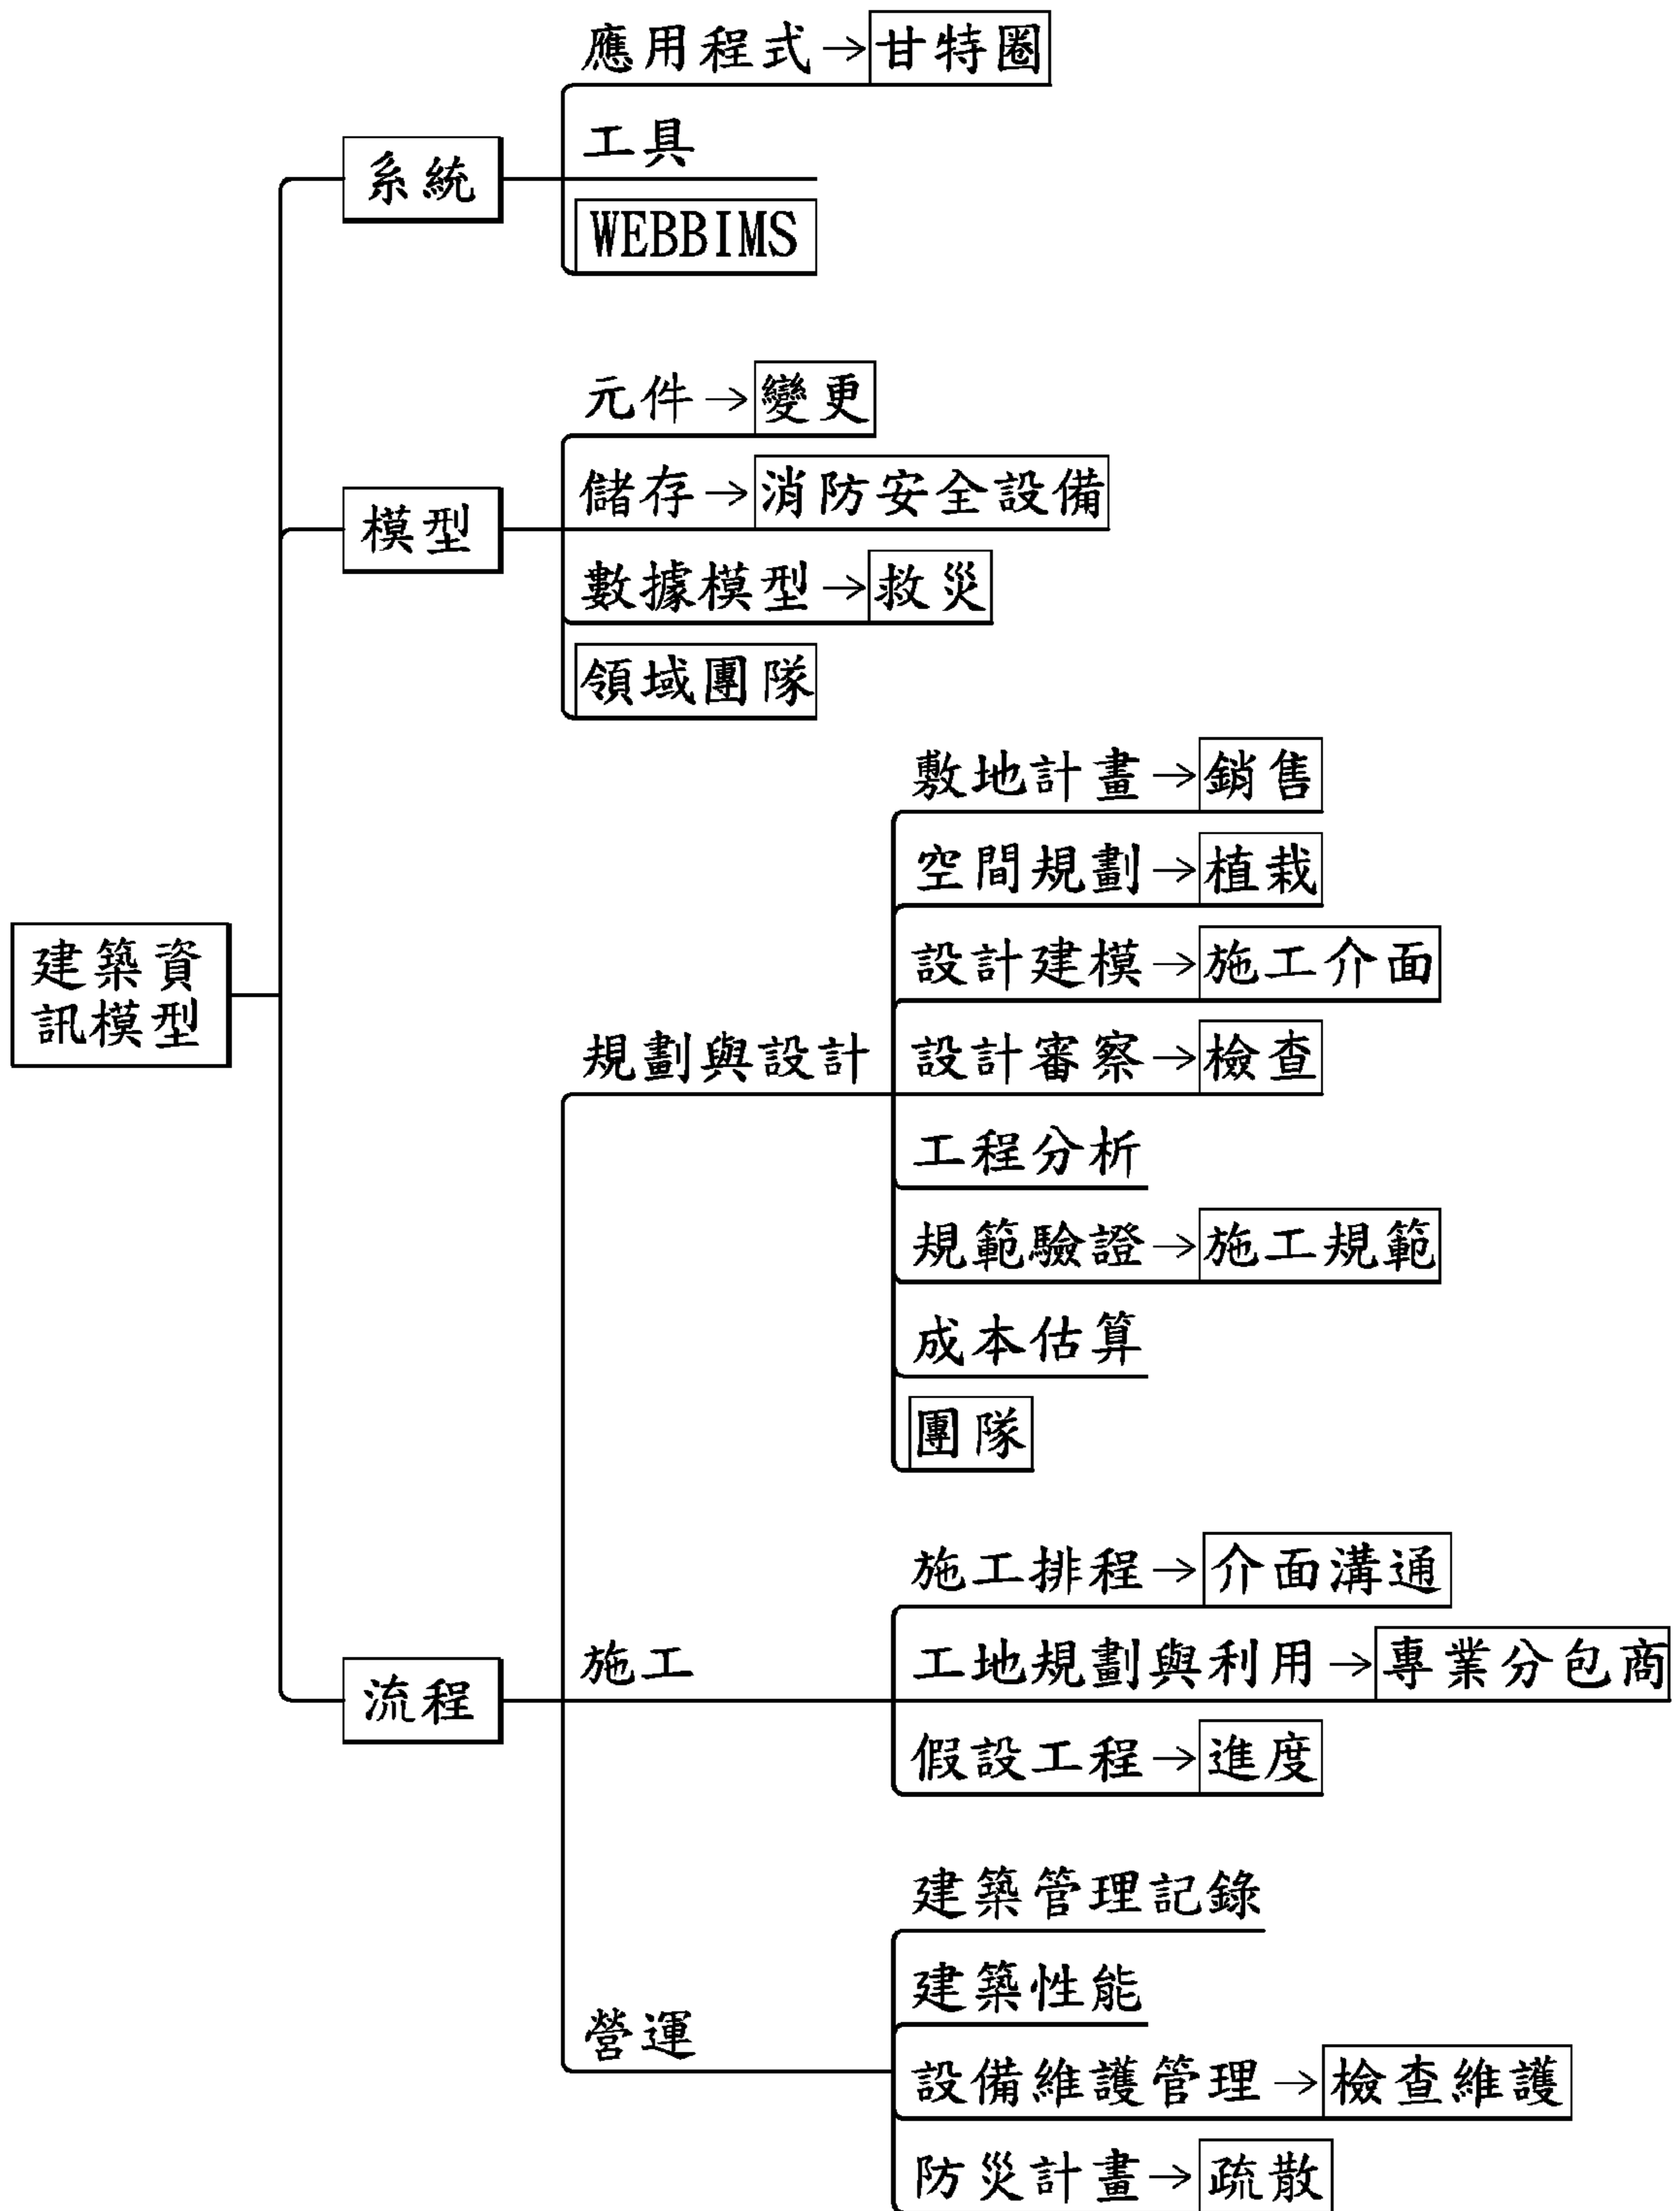 應用程式→甘特圈
工具
系統
WEBBIMS
元件→變更
儲存→消防安全設備
模型
數據模型→救災
領域團隊
敷地計畫→銷售
空間規劃→植栽
建築資
訊模型
設計建模→施工介面
規劃與設計
設計審察→檢查
工程分析
規範驗證→施工規範
成本估算
團隊
施工排程→介面溝通
施工
工地規劃與利用→專業分包商
流程
假設工程→進度
建築管理記錄
建築性能
營運
設備維護管理→檢查維護
防災計畫→疏散